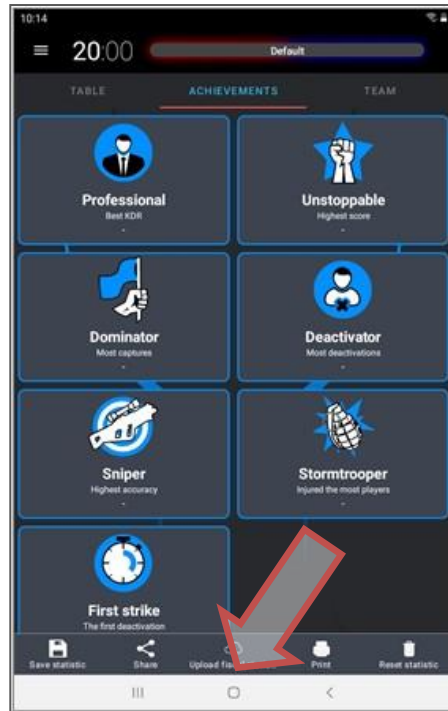 10:14
20:00 Default
TABLE ACHIEVEMENTS TEAM
Professional
Best KDR
-
Unstoppable
Highest score
-
Dominator
Most captures
-
Deactivator
Most deactivations
-
Sniper
Highest accuracy
-
Stormtrooper
Injured the most players
-
First strike
The first deactivation
Save statistic Share Upload Print Reset statistic